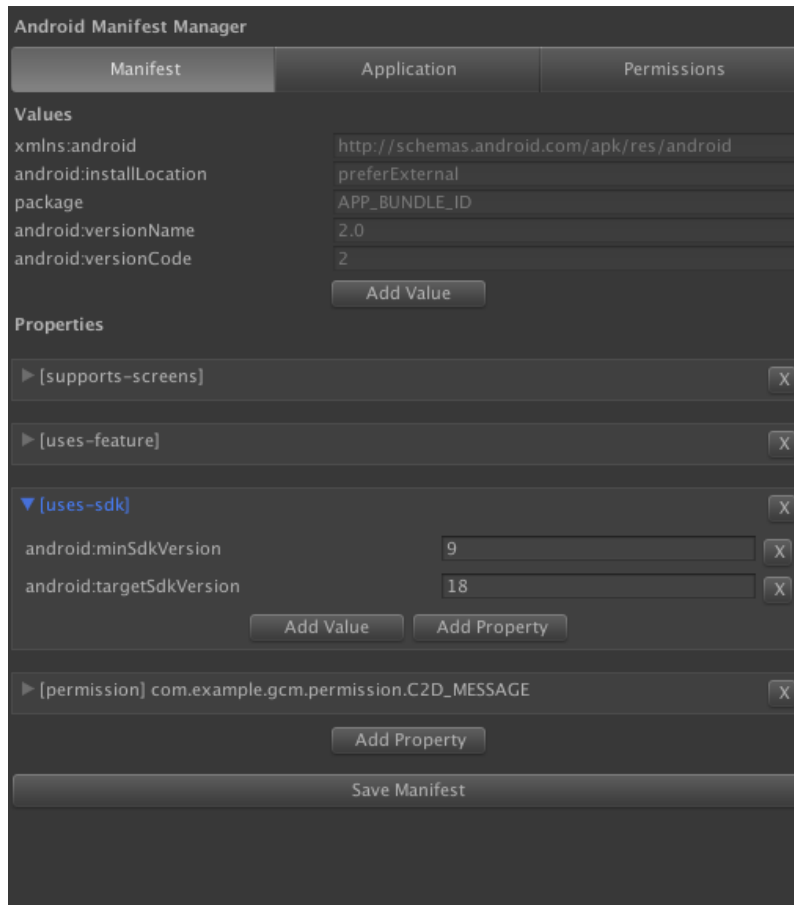 Android Manifest Manager
Manifest Application Permissions
Values
xmlns:android http://schemas.android.com/apk/res/android
android:installLocation preferExternal
package APP_BUNDLE_ID
android:versionName 2.0
android:versionCode 2
Add Value
Properties
[supports-screens] X
[uses-feature] X
[uses-sdk] X
android:minSdkVersion 9 X
android:targetSdkVersion 18 X
Add Value Add Property
[permission] com.example.gcm.permission.C2D_MESSAGE X
Add Property
Save Manifest